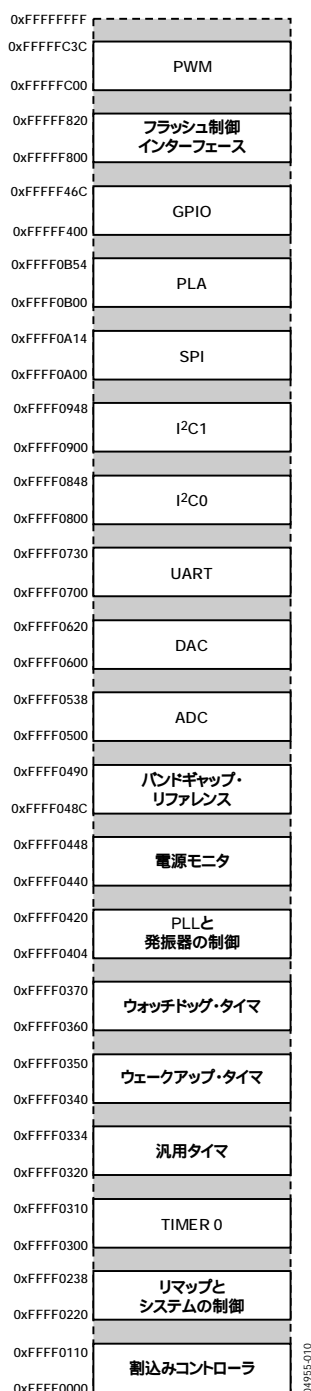 0xFFFFFFFF
0xFFFFFC3C
PWM
0xFFFFFC00
0xFFFFF820
フラッシュ制御
インターフェース
0xFFFFF800
0xFFFFF46C
GPIO
0xFFFFF400
0xFFFF0B54
PLA
0xFFFF0B00
0xFFFF0A14
SPI
0xFFFF0A00
0xFFFF0948
I2C1
0xFFFF0900
0xFFFF0848
I2C0
0xFFFF0800
0xFFFF0730
UART
0xFFFF0700
0xFFFF0620
DAC
0xFFFF0600
0xFFFF0538
ADC
0xFFFF0500
0xFFFF0490
バンドギャップ・
リファレンス
0xFFFF048C
0xFFFF0448
電源モニタ
0xFFFF0440
0xFFFF0420
PLLと
発振器の制御
0xFFFF0404
0xFFFF0370
ウォッチドッグ・タイマ
0xFFFF0360
0xFFFF0350
ウェークアップ・タイマ
0xFFFF0340
0xFFFF0334
汎用タイマ
0xFFFF0320
0xFFFF0310
TIMER 0
0xFFFF0300
0xFFFF0238
リマップと
システムの制御
0xFFFF0220
0xFFFF0110
割込みコントローラ
0xFFFF0000
04955-010